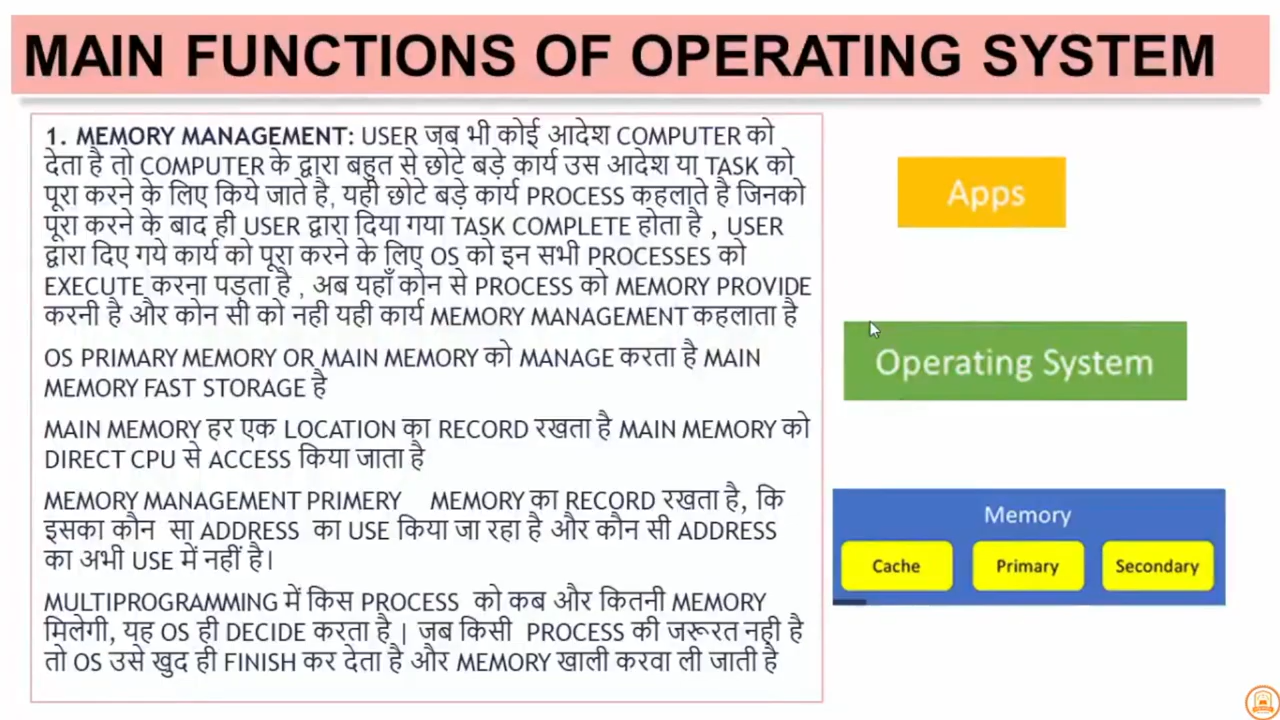 MAIN FUNCTIONS OF OPERATING SYSTEM
1. MEMORY MANAGEMENT: USER जब भी कोई आदेश COMPUTER को
देता है तो COMPUTER के द्वारा बहुत से छोटे बड़े कार्य उस आदेश या TASK को
पूरा करने के लिए किये जाते है, यही छोटे बड़े कार्य PROCESS कहलाते है जिनको
पूरा करने के बाद ही USER द्वारा दिया गया TASK COMPLETE होता है , USER
द्वारा दिए गये कार्य को पूरा करने के लिए OS को इन सभी PROCESSES को
EXECUTE करना पड़ता है , अब यहाँ कोन से PROCESS को MEMORY PROVIDE
करनी है और कोन सी को नही यही कार्य MEMORY MANAGEMENT कहलाता है
OS PRIMARY MEMORY OR MAIN MEMORY को MANAGE करता है MAIN
MEMORY FAST STORAGE है
MAIN MEMORY हर एक LOCATION का RECORD रखता है MAIN MEMORY को
DIRECT CPU से ACCESS किया जाता है
MEMORY MANAGEMENT PRIMERY MEMORY का RECORD रखता है, कि
इसका कौन सा ADDRESS का USE किया जा रहा है और कौन सी ADDRESS
का अभी USE में नहीं है।
MULTIPROGRAMMING में किस PROCESS को कब और कितनी MEMORY
मिलेगी, यह OS ही DECIDE करता है | जब किसी PROCESS की जरूरत नही है
तो OS उसे खुद ही FINISH कर देता है और MEMORY खाली करवा ली जाती है
Apps
Operating System
Memory
Cache Primary Secondary